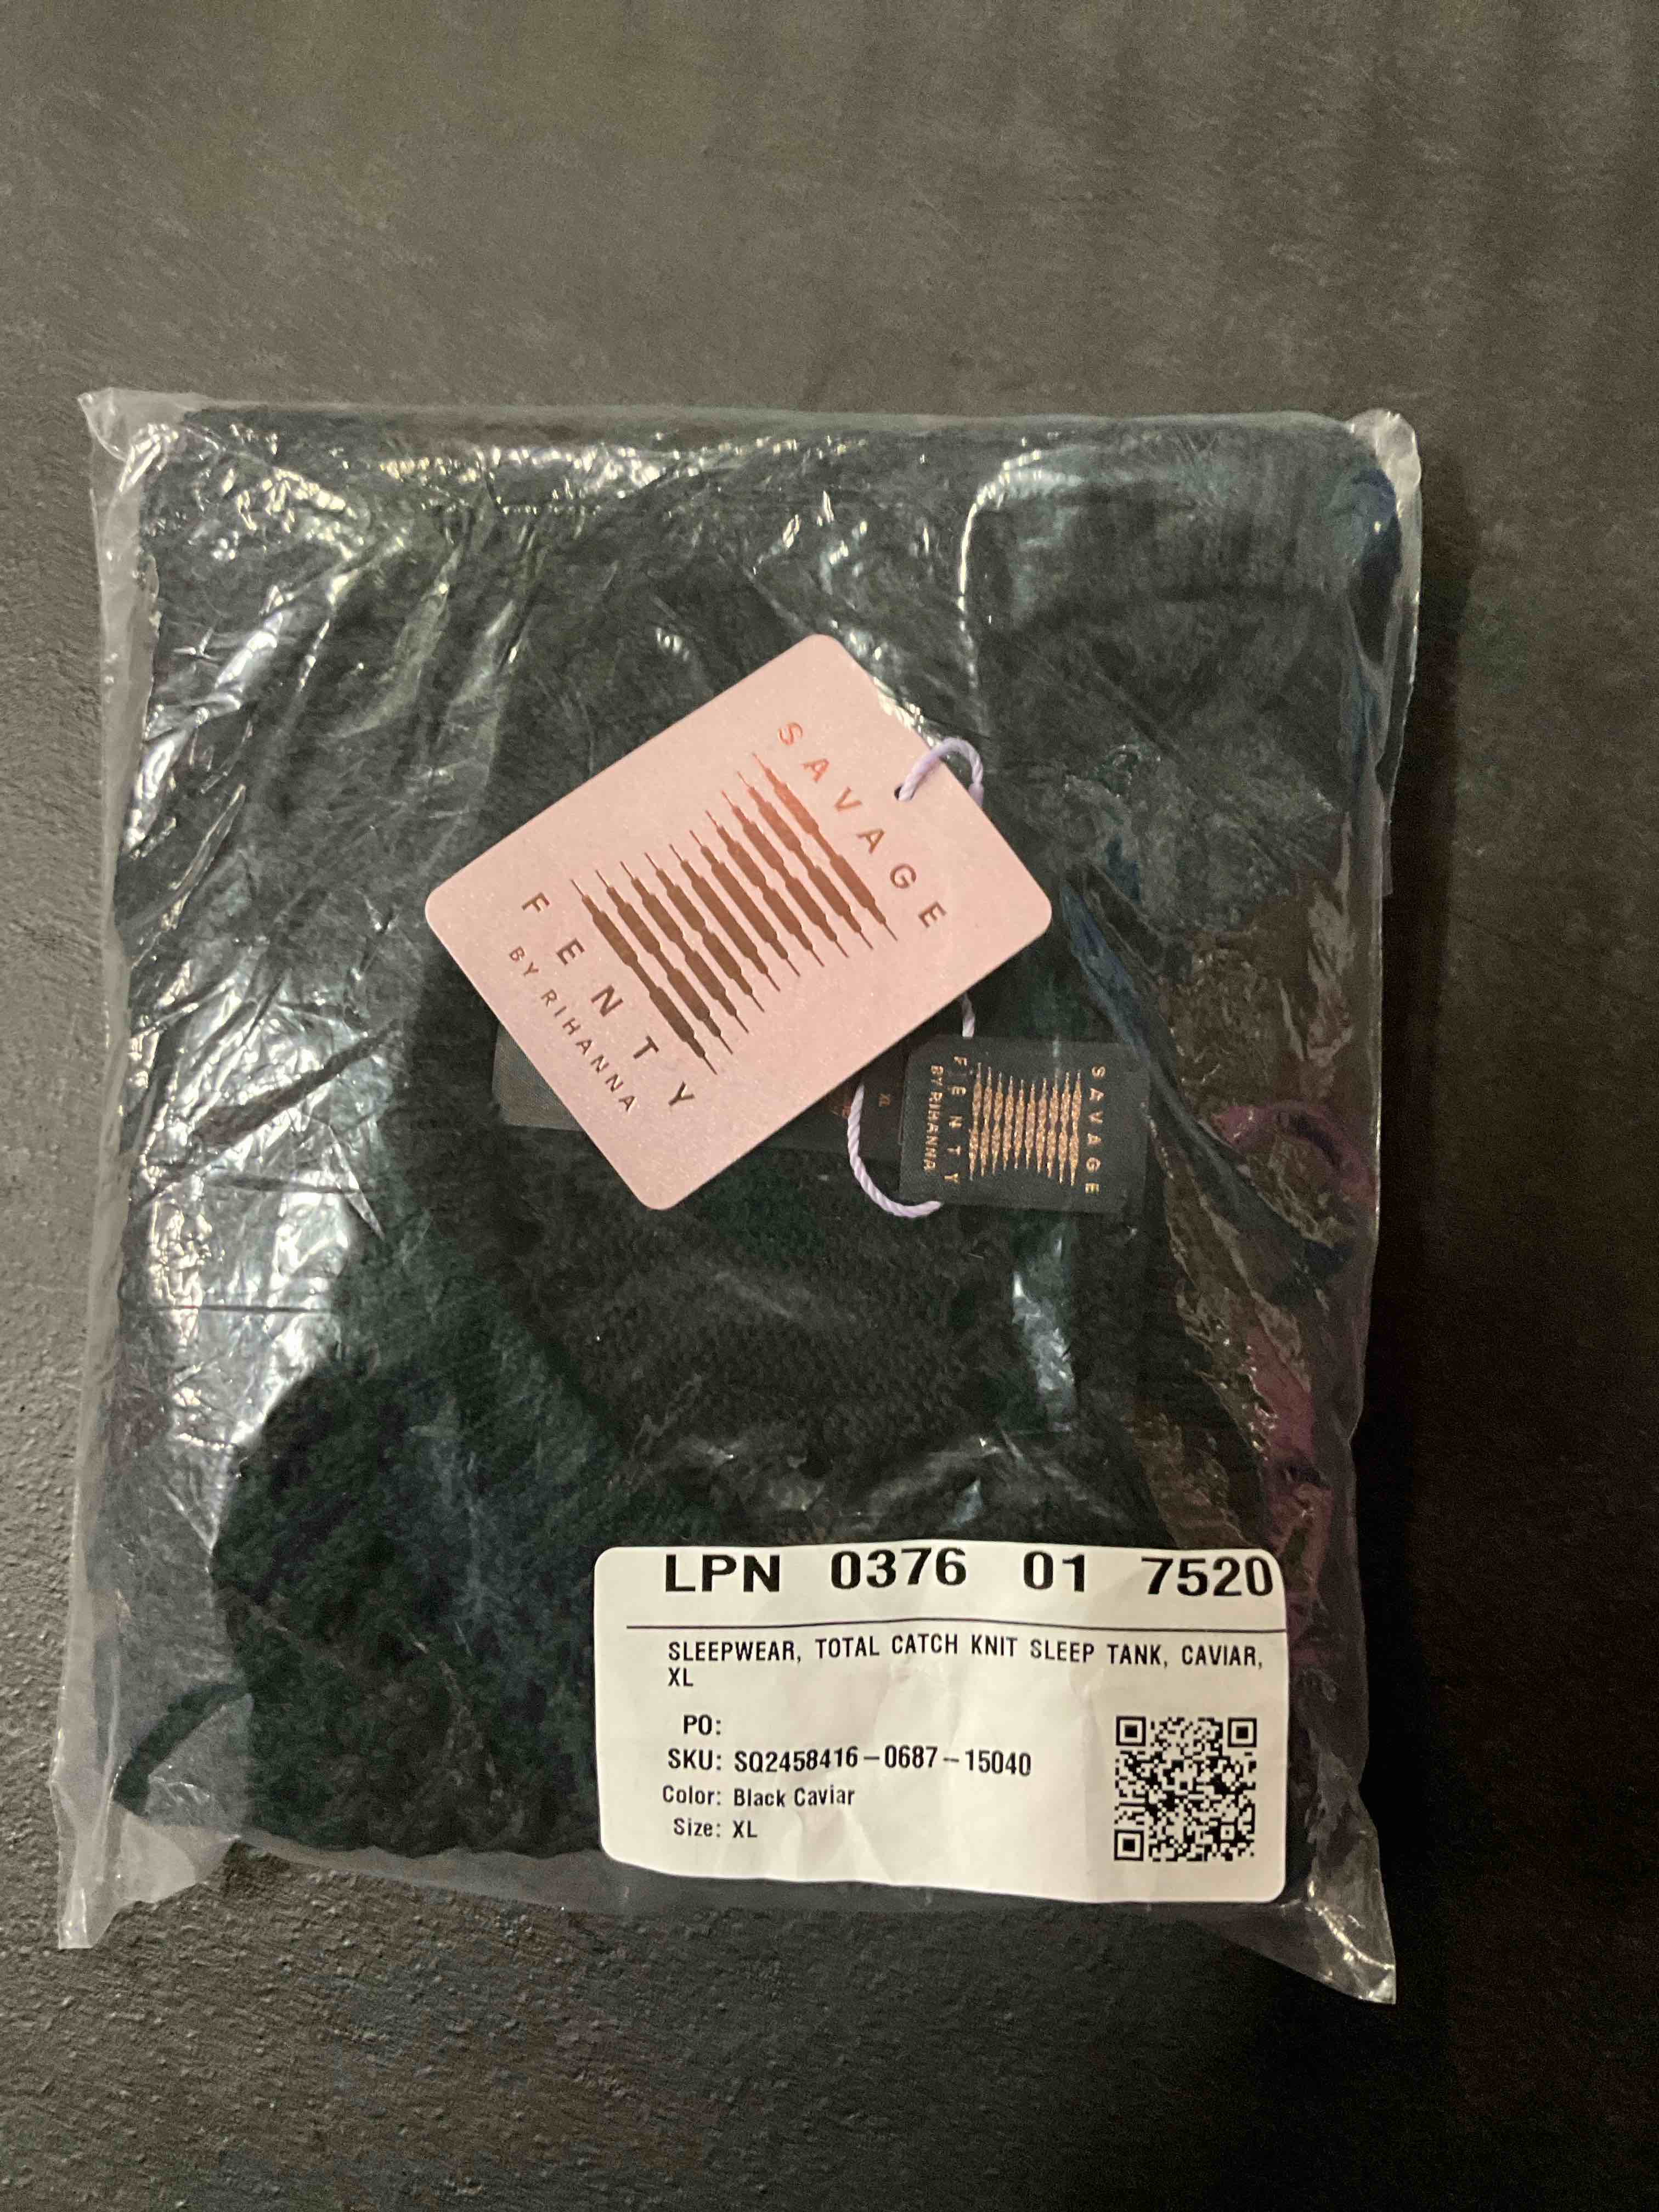 SAVAGE
FENTY
BY RIHANNA
XL
SAVAGE
FENTY
BY RIHANNA
LPN 0376 01 7520
SLEEPWEAR, TOTAL CATCH KNIT SLEEP TANK, CAVIAR,
XL
PO:
SKU: SQ2458416-0687-15040
Color: Black Caviar
Size: XL